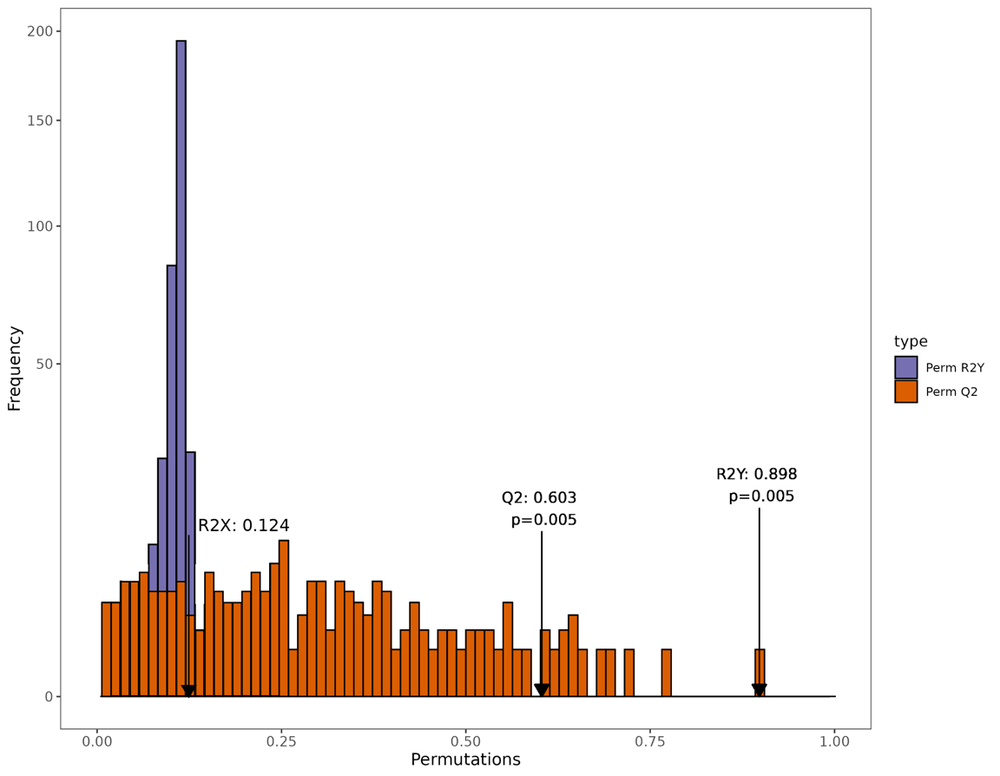 200
150
100
50
0
Frequency
R2X: 0.124
Q2: 0.603
p=0.005
R2Y: 0.898
p=0.005
0.00
0.25
0.50
0.75
1.00
Permutations
type
Perm R2Y
Perm Q2